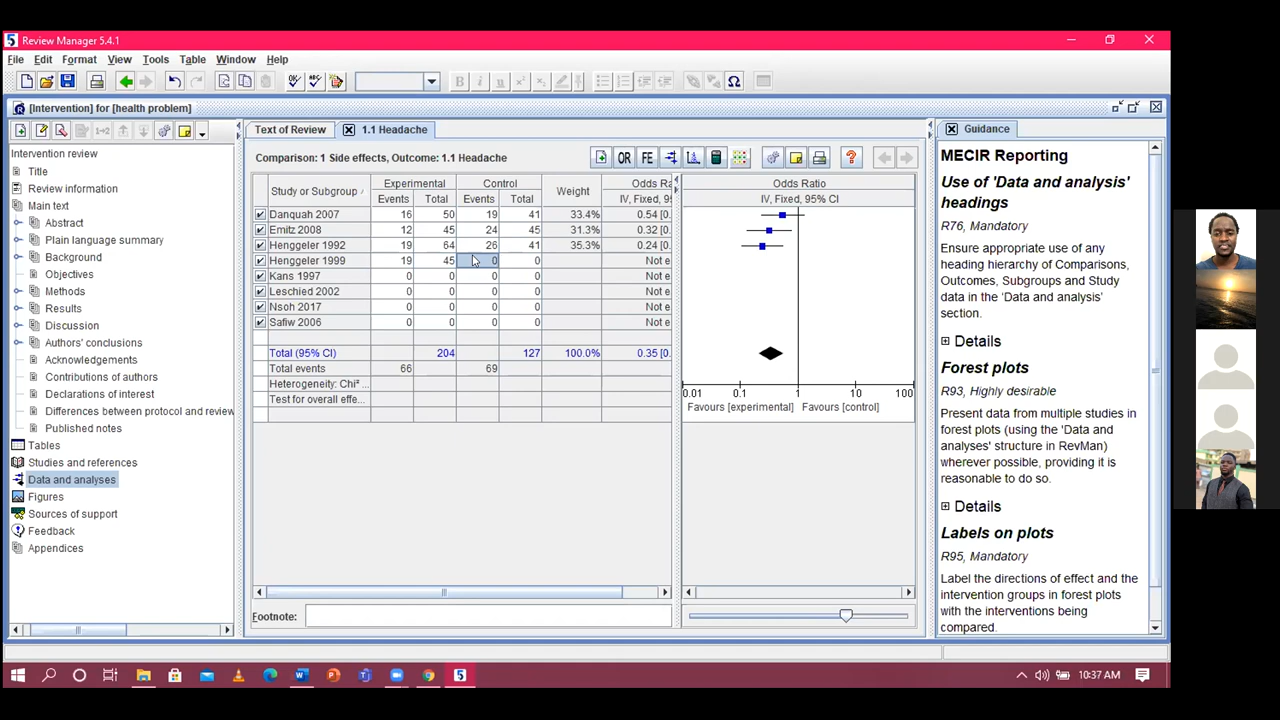 Review Manager 5.4.1
File Edit Format View Tools Table Window Help
[Intervention] for [health problem]
Intervention review
Title
Review information
Main text
Abstract
Plain language summary
Background
Objectives
Methods
Results
Discussion
Authors' conclusions
Acknowledgements
Contributions of authors
Declarations of interest
Differences between protocol and review
Published notes
Tables
Studies and references
Data and analyses
Figures
Sources of support
Feedback
Appendices
Text of Review 1.1 Headache
Comparison: 1 Side effects, Outcome: 1.1 Headache OR FE
Experimental Control Odds Ra
Study or Subgroup Events Total Events Total Weight IV, Fixed, 95
Danquah 2007 16 50 19 41 33.4% 0.54 [0.
Emitz 2008 12 45 24 45 31.3% 0.32 [0.
Henggeler 1992 19 64 26 41 35.3% 0.24 [0.
Henggeler 1999 19 45 0 0 Not e
Kans 1997 0 0 0 0 Not e
Leschied 2002 0 0 0 0 Not e
Nsoh 2017 0 0 0 0 Not e
Safiw 2006 0 0 0 0 Not e
Total (95% CI) 204 127 100.0% 0.35 [0.
Total events 66 69
Heterogeneity: Chi² ...
Test for overall effe...
Footnote:
Odds Ratio
IV, Fixed, 95% CI
0.01 0.1 1 10 100
Favours [experimental] Favours [control]
Guidance
MECIR Reporting
Use of 'Data and analysis'
headings
R76, Mandatory
Ensure appropriate use of any
heading hierarchy of Comparisons,
Outcomes, Subgroups and Study
data in the 'Data and analysis'
section.
Details
Forest plots
R93, Highly desirable
Present data from multiple studies in
forest plots (using the 'Data and
analyses' structure in RevMan)
wherever possible, providing it is
reasonable to do so.
Details
Labels on plots
R95, Mandatory
Label the directions of effect and the
intervention groups in forest plots
with the interventions being
compared.
10:37 AM